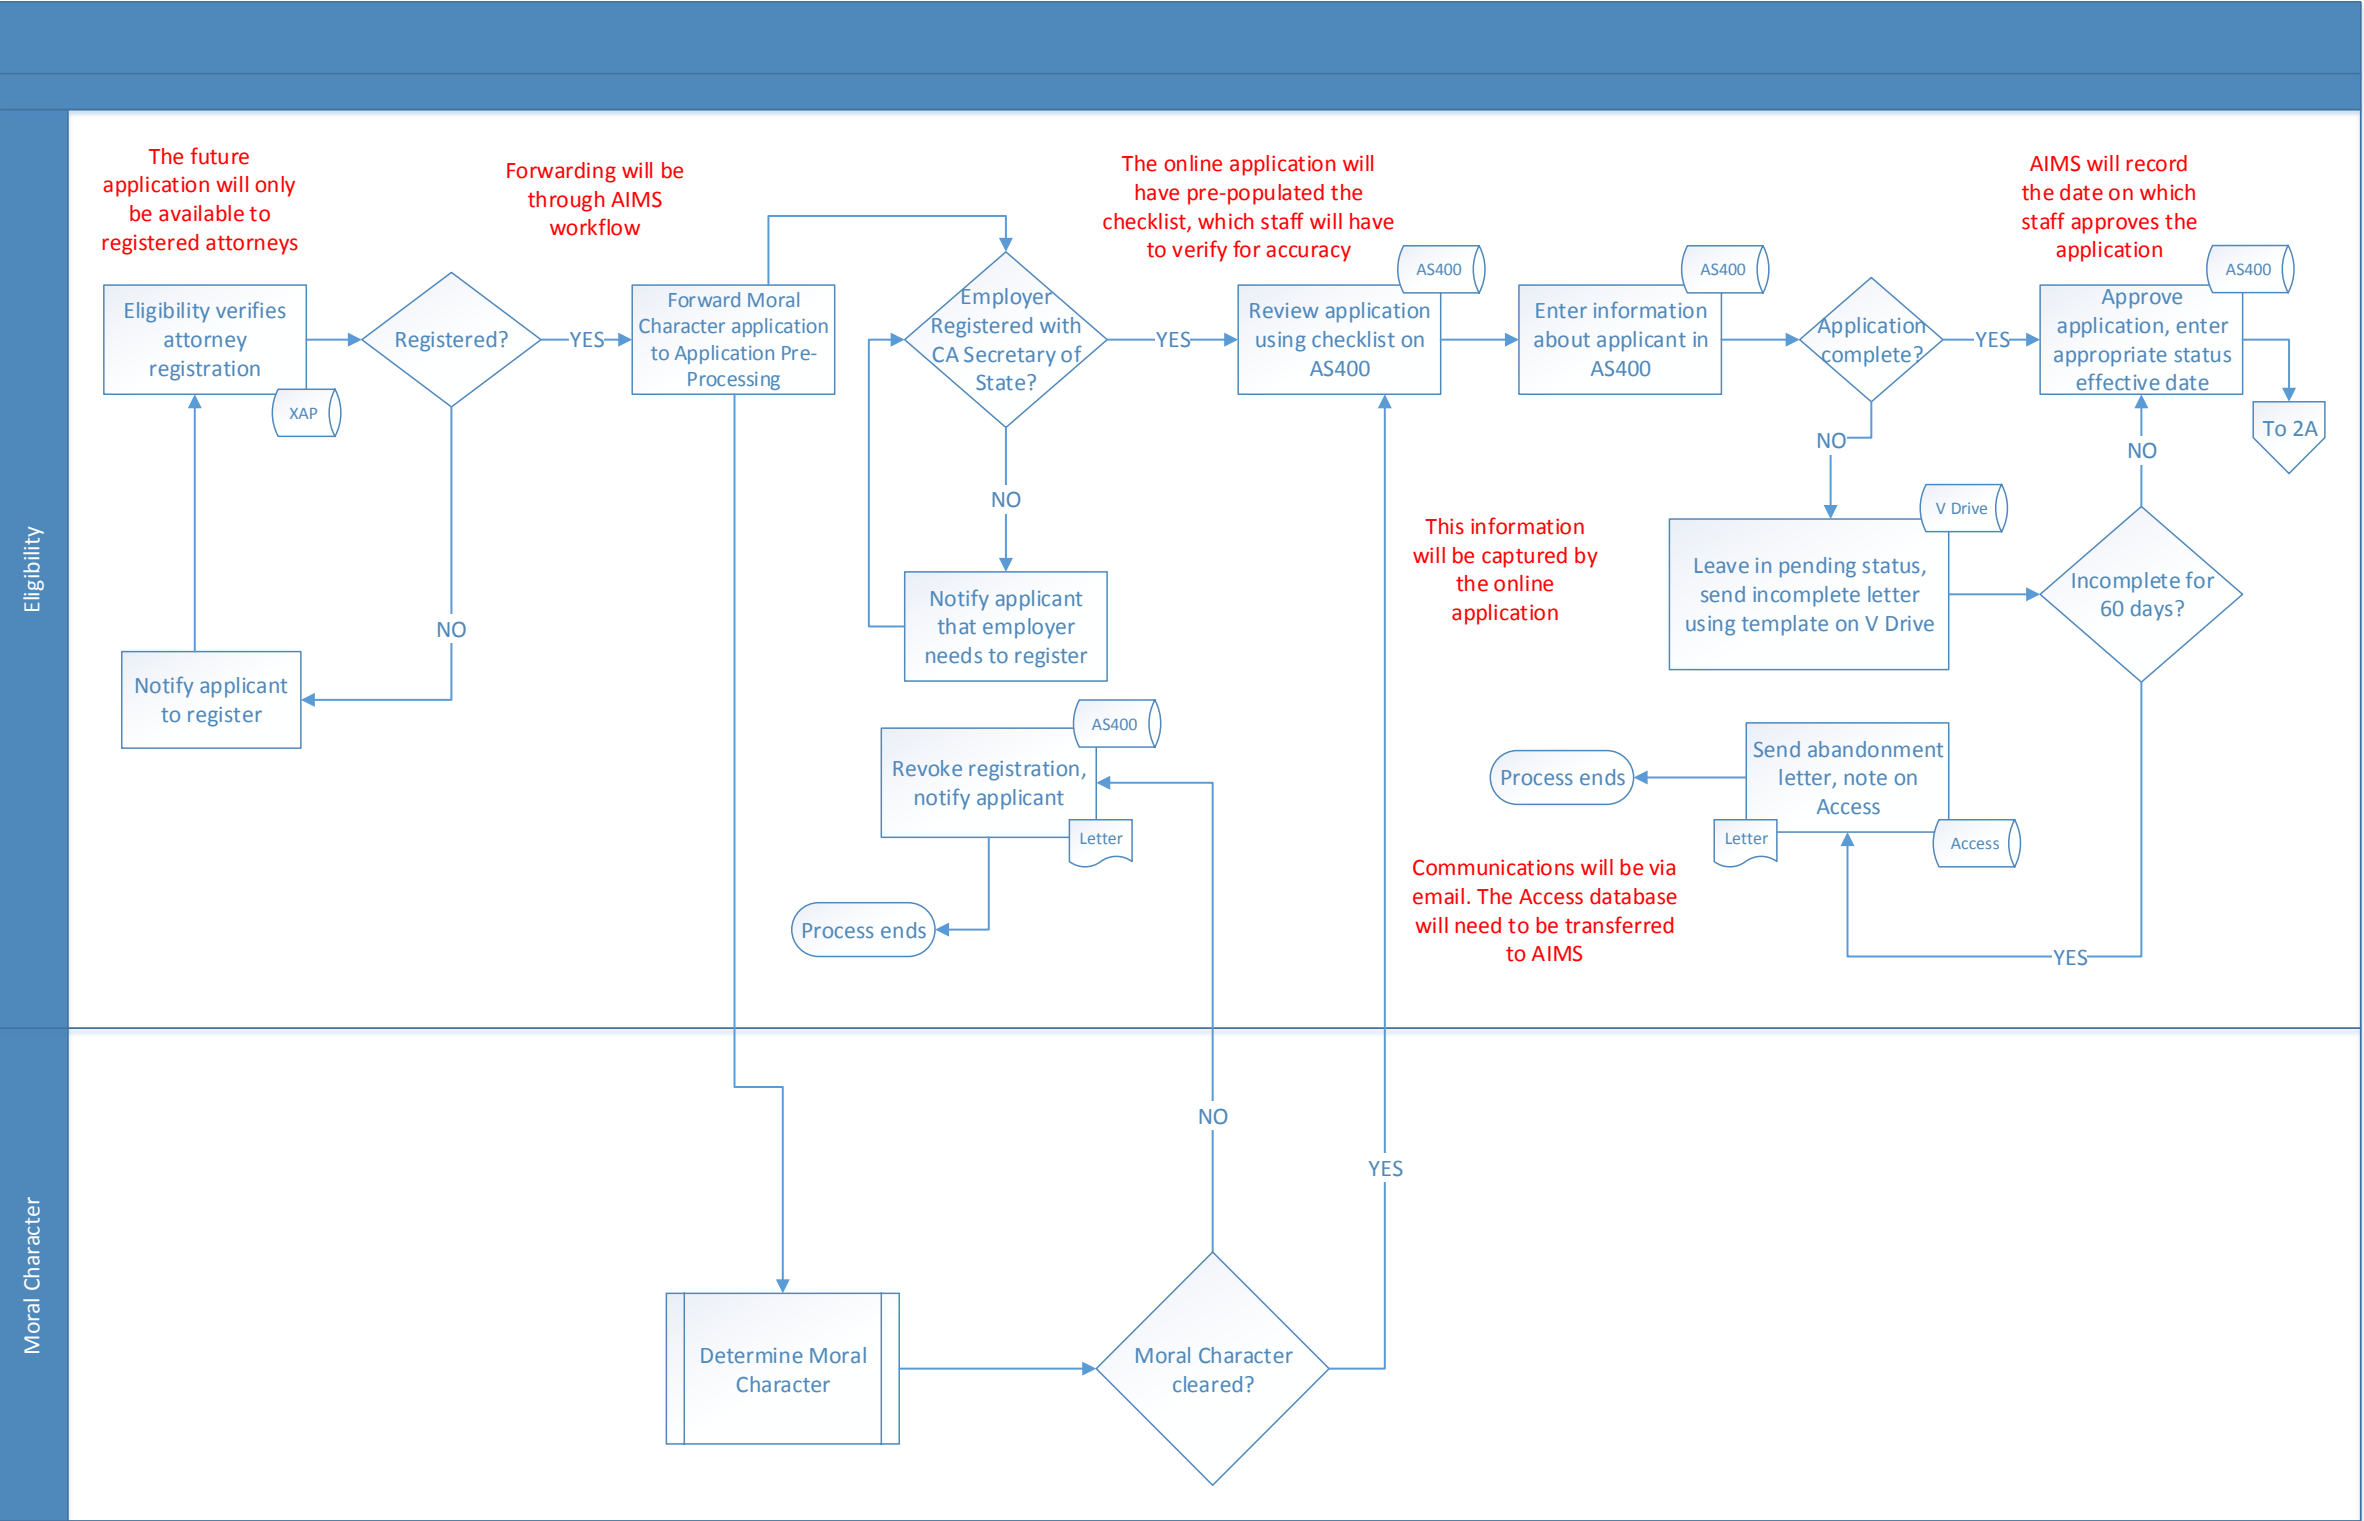 The future
application will only
be available to
registered attorneys
Forwarding will be
through AIMS
workflow
The online application will
have pre-populated the
checklist, which staff will have
to verify for accuracy
AIMS will record
the date on which
staff approves the
application
Eligibility verifies
attorney
registration
XAP
Registered?
YES
Forward Moral
Character application
to Application Pre-
Processing
Employer
Registered with
CA Secretary of
State?
YES
Review application
using checklist on
AS400
AS400
Enter information
about applicant in
AS400
AS400
Application
complete?
YES
Approve
application, enter
appropriate status
effective date
AS400
To 2A
NO
NO
NO
NO
Eligibility
Notify applicant
to register
Notify applicant
that employer
needs to register
This information
will be captured by
the online
application
V Drive
Leave in pending status,
send incomplete letter
using template on V Drive
Incomplete for
60 days?
AS400
Revoke registration,
notify applicant
Letter
Process ends
Process ends
Send abandonment
letter, note on
Access
Letter
Access
Communications will be via
email. The Access database
will need to be transferred
to AIMS
YES
NO
YES
Moral Character
Determine Moral
Character
Moral Character
cleared?